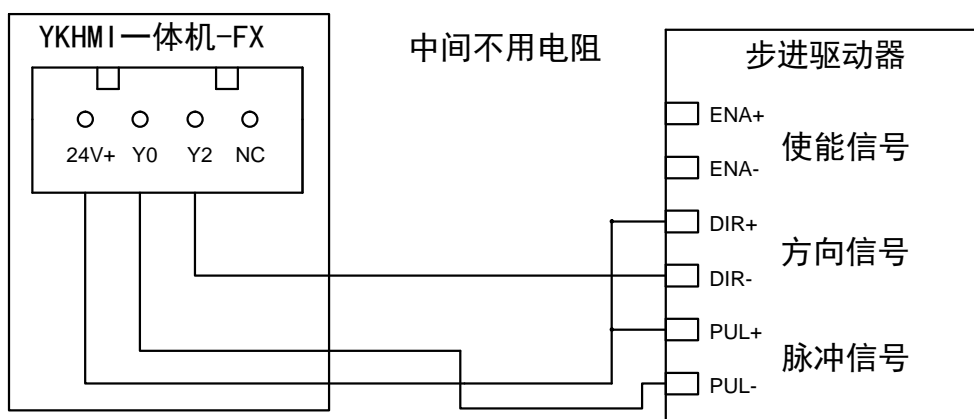 YKHMI一体机-FX
中间不用电阻
步进驱动器
24V+ Y0 Y2 NC
ENA+
使能信号
ENA-
DIR+
方向信号
DIR-
PUL+
脉冲信号
PUL-